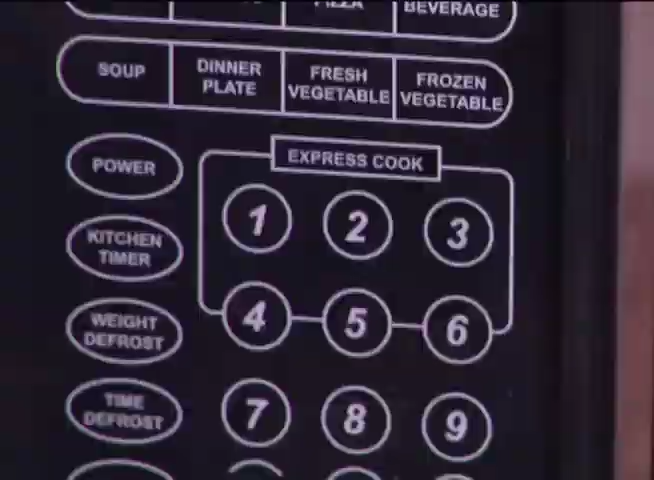 PIZZA
BEVERAGE
SOUP
DINNER
PLATE
FRESH
VEGETABLE
FROZEN
VEGETABLE
POWER
EXPRESS COOK
1 2 3
KITCHEN
TIMER
WEIGHT
DEFROST
4 5 6
TIME
DEFROST
7 8 9